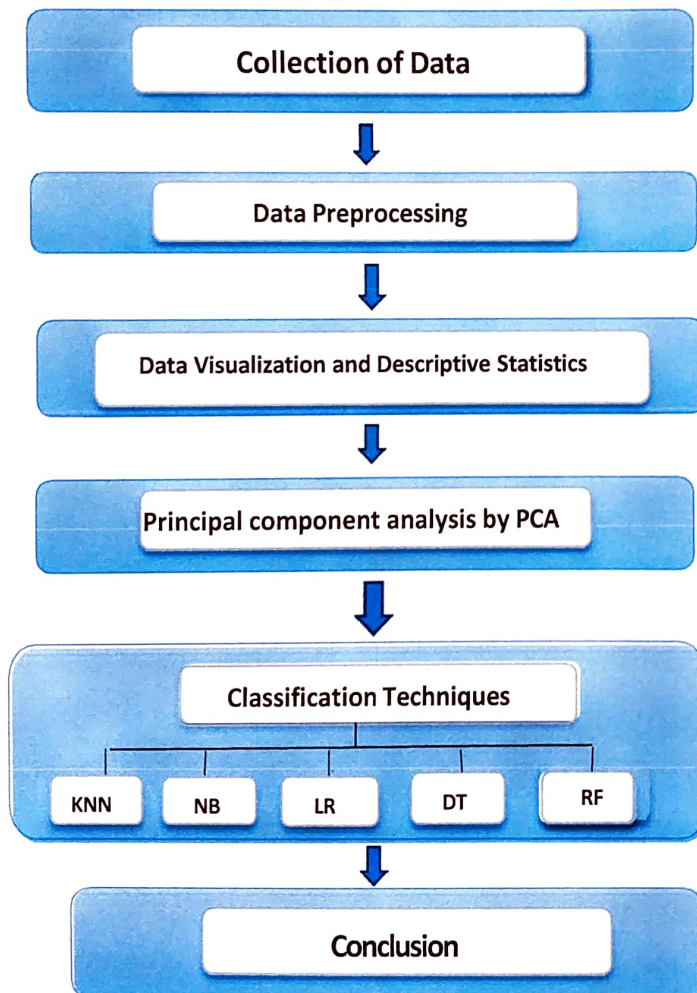 Collection of Data
Data Preprocessing
Data Visualization and Descriptive Statistics
Principal component analysis by PCA
Classification Techniques
KNN
NB
LR
DT
RF
Conclusion